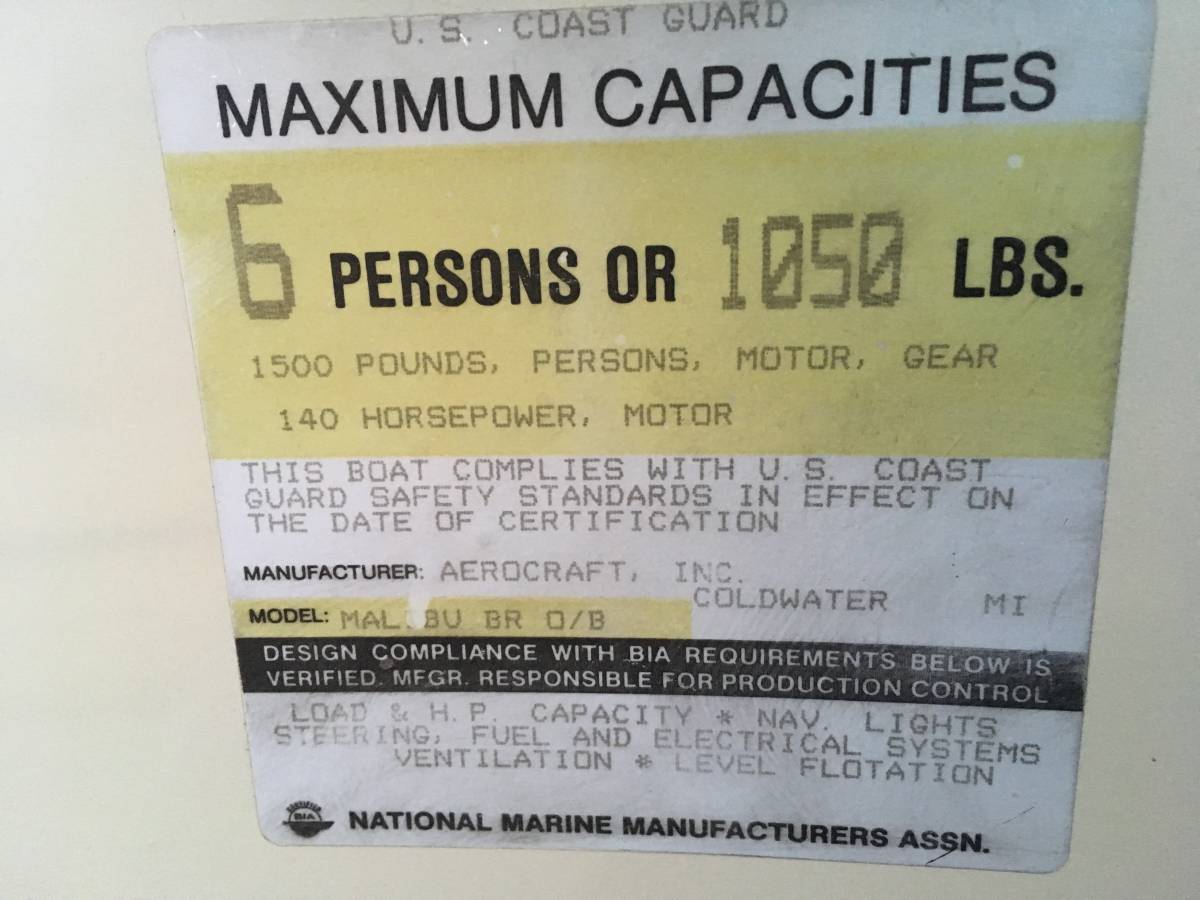 U.S. COAST GUARD
MAXIMUM CAPACITIES
6 PERSONS OR 1050 LBS.
1500 POUNDS, PERSONS, MOTOR, GEAR
140 HORSEPOWER, MOTOR
THIS BOAT COMPLIES WITH U.S. COAST
GUARD SAFETY STANDARDS IN EFFECT ON
THE DATE OF CERTIFICATION
MANUFACTURER: AEROCRAFT, INC.
COLDWATER MI
MODEL: MALIBU BR O/B
DESIGN COMPLIANCE WITH BIA REQUIREMENTS BELOW IS
VERIFIED. MFGR. RESPONSIBLE FOR PRODUCTION CONTROL
LOAD & H.P. CAPACITY * NAV. LIGHTS
STEERING, FUEL AND ELECTRICAL SYSTEMS
VENTILATION * LEVEL FLOTATION
CERTIFIED
BIA
NATIONAL MARINE MANUFACTURERS ASSN.